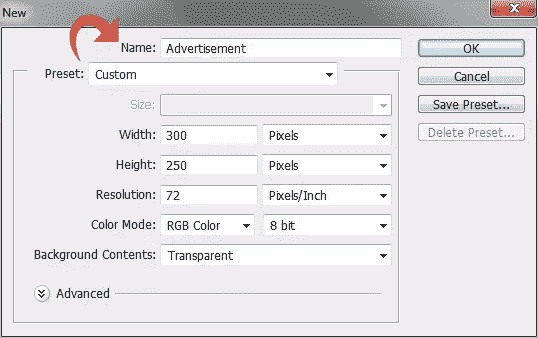 New
Name: Advertisement
OK
Preset: Custom
Cancel
Size:
Save Preset...
Width: 300 Pixels
Delete Preset...
Height: 250 Pixels
Resolution: 72 Pixels/Inch
Color Mode: RGB Color 8 bit
Background Contents: Transparent
Advanced